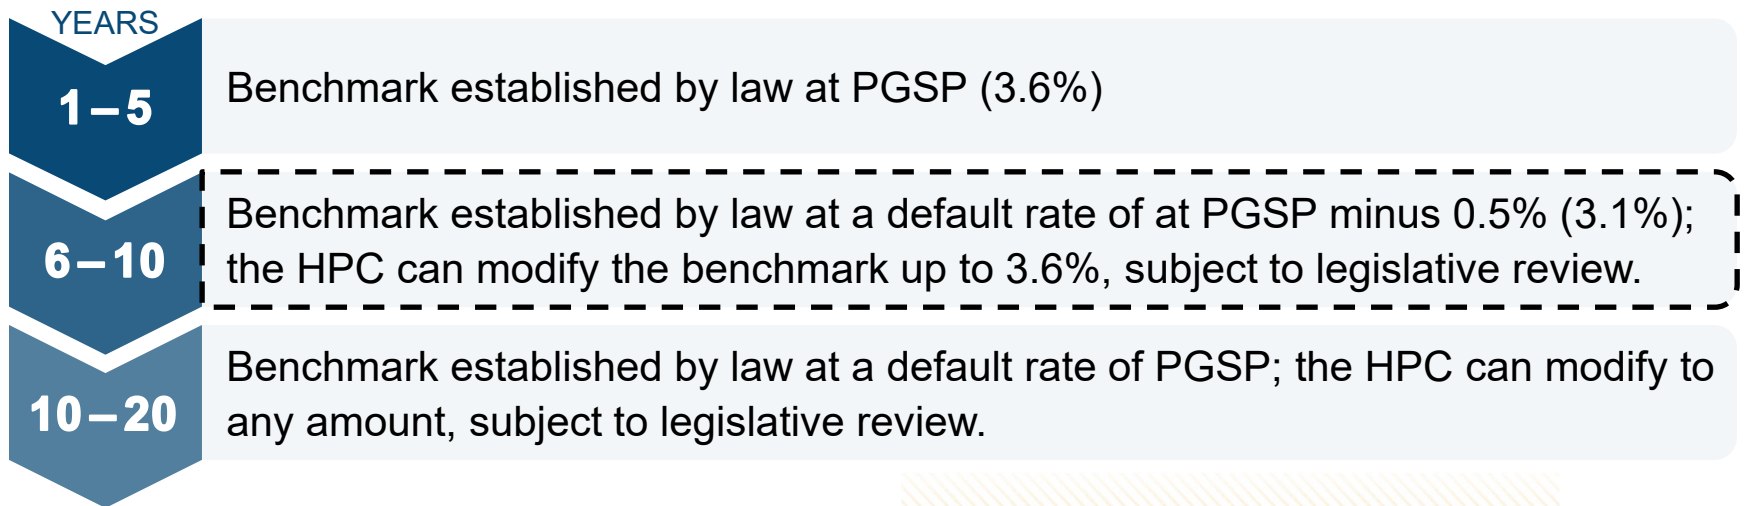 YEARS
1 – 5
Benchmark established by law at PGSP (3.6%)
6 – 10
Benchmark established by law at a default rate of at PGSP minus 0.5% (3.1%);
the HPC can modify the benchmark up to 3.6%, subject to legislative review.
10 – 20
Benchmark established by law at a default rate of PGSP; the HPC can modify to
any amount, subject to legislative review.